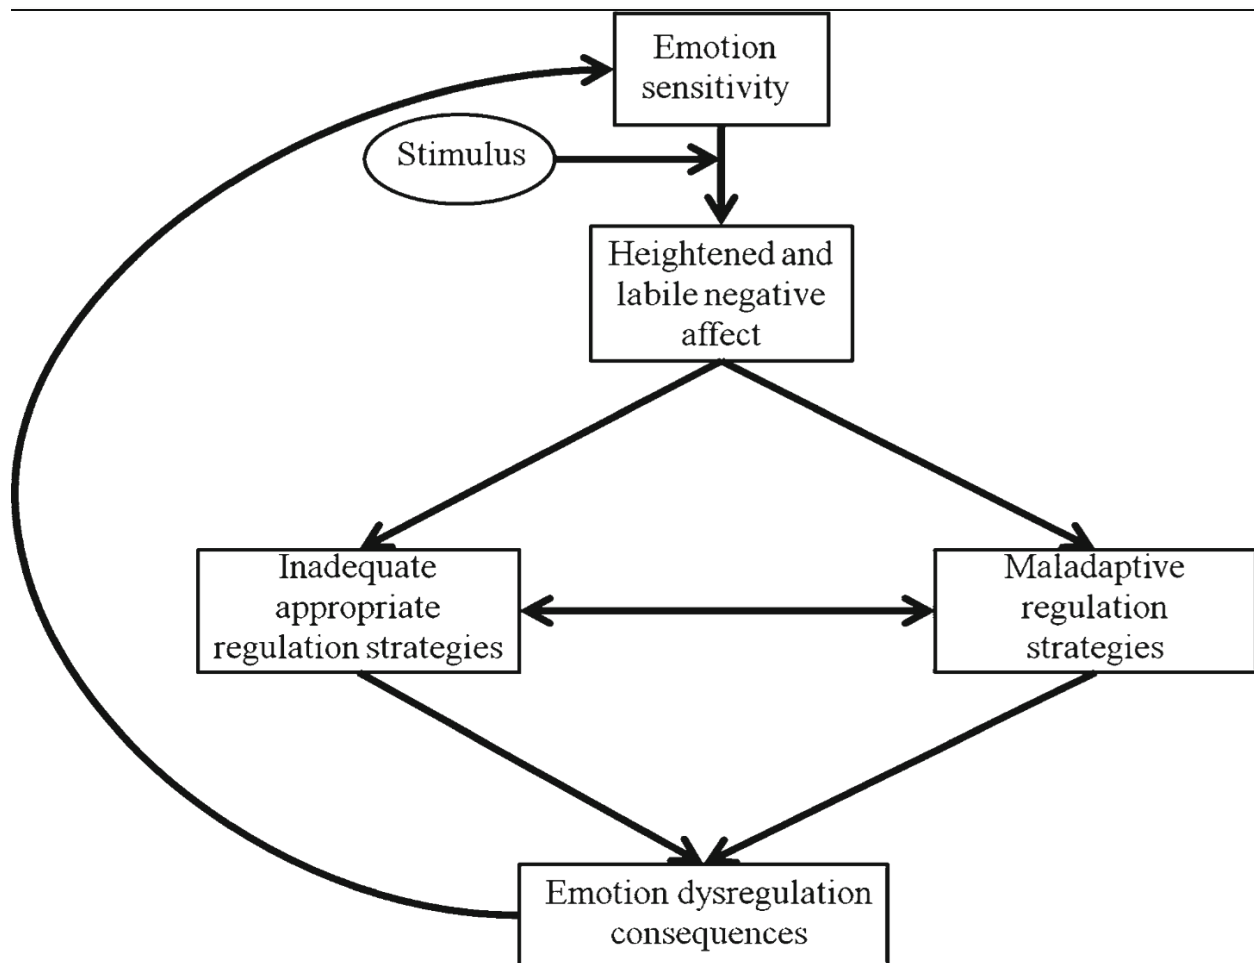 Emotion
sensitivity
Stimulus
Heightened and
labile negative
affect
Inadequate
appropriate
regulation strategies
Maladaptive
regulation
strategies
Emotion dysregulation
consequences